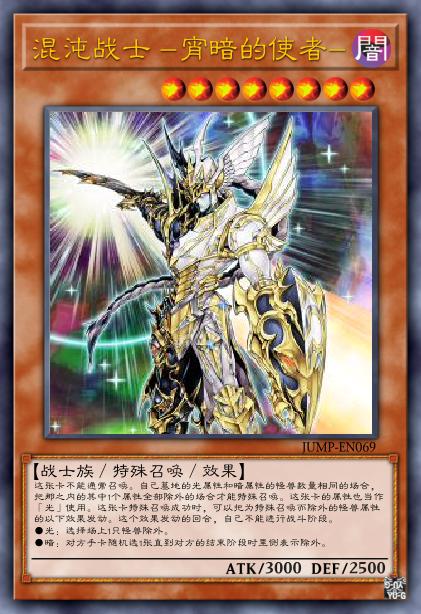 混沌战士 -宵暗的使者-
闇
JUMP-EN069
【战士族／特殊召唤／效果】
这张卡不能通常召唤。自己墓地的光属性和暗属性的怪兽数量相同的场合，
把那之内的其中1个属性全部除外的场合才能特殊召唤。这张卡的属性也当作
「光」使用。这张卡特殊召唤成功时，可以把为特殊召唤而除外的怪兽属性
的以下效果发动。这个效果发动的回合，自己不能进行战斗阶段。
●光：选择场上1只怪兽除外。
●暗：对方手卡随机选1张直到对方的结束阶段时里侧表示除外。
ATK/3000 DEF/2500